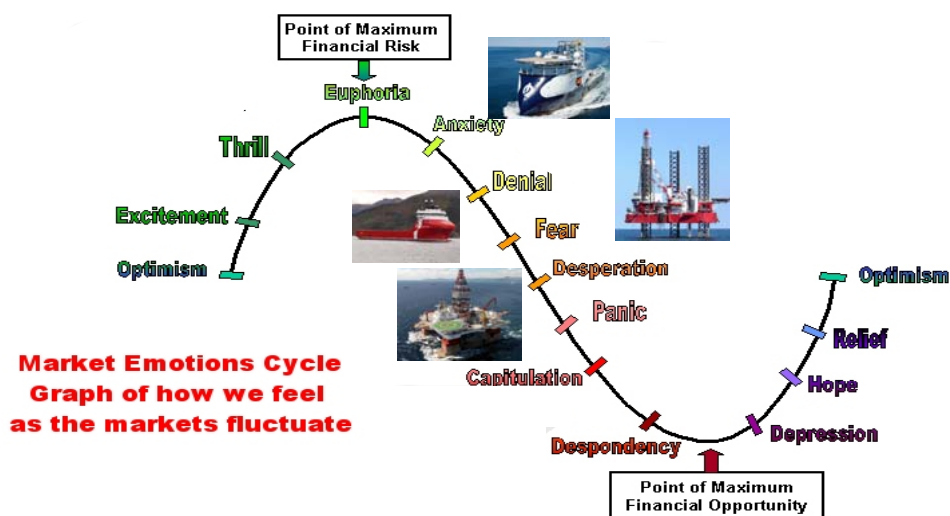 Point of Maximum
Financial Risk
Euphoria
Anxiety
Thrill
Denial
Excitement
Fear
Optimism
Desperation
Optimism
Panic
Relief
Market Emotions Cycle
Graph of how we feel
as the markets fluctuate
Capitulation
Hope
Despondency
Depression
Point of Maximum
Financial Opportunity